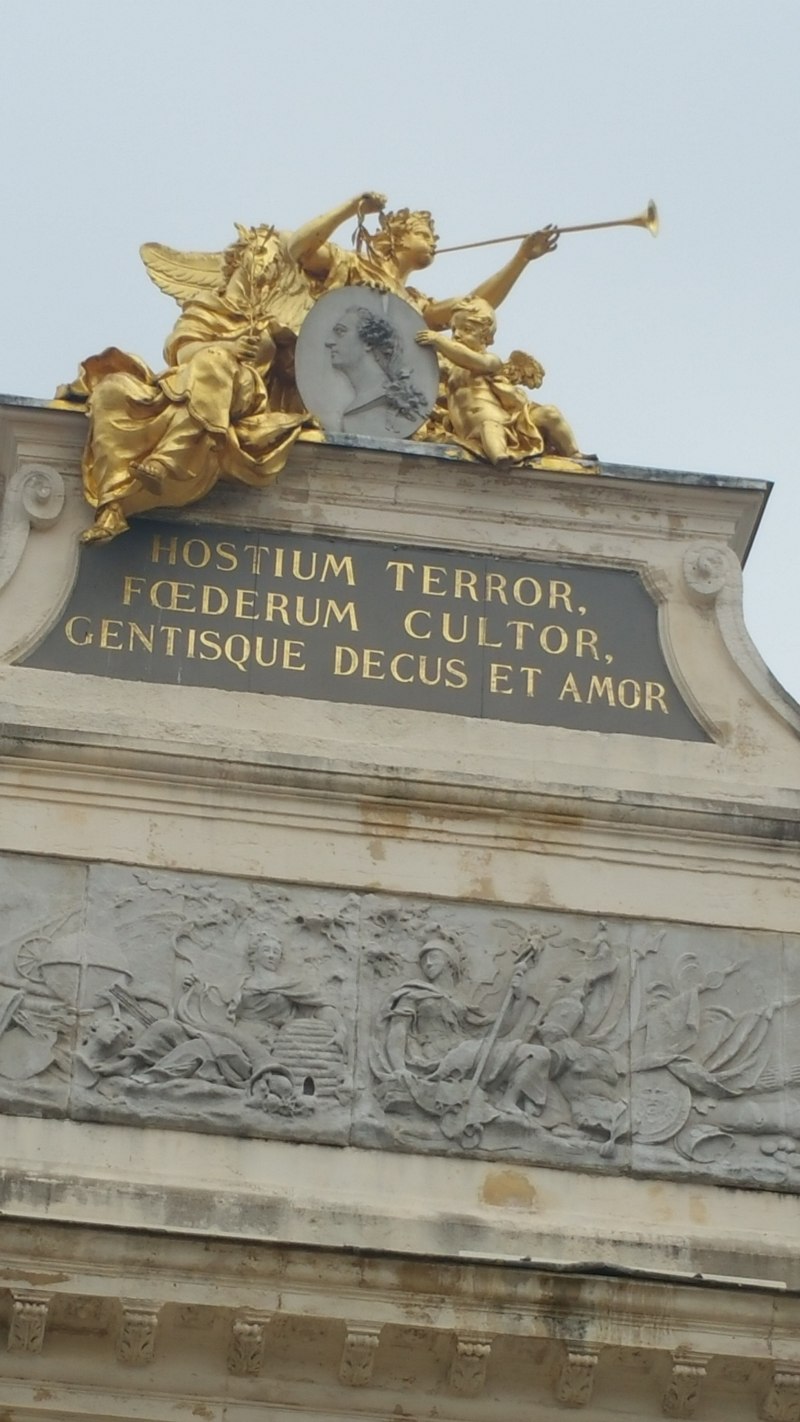 HOSTIUM TERROR,
FŒDERUM CULTOR,
GENTISQUE DECUS ET AMOR